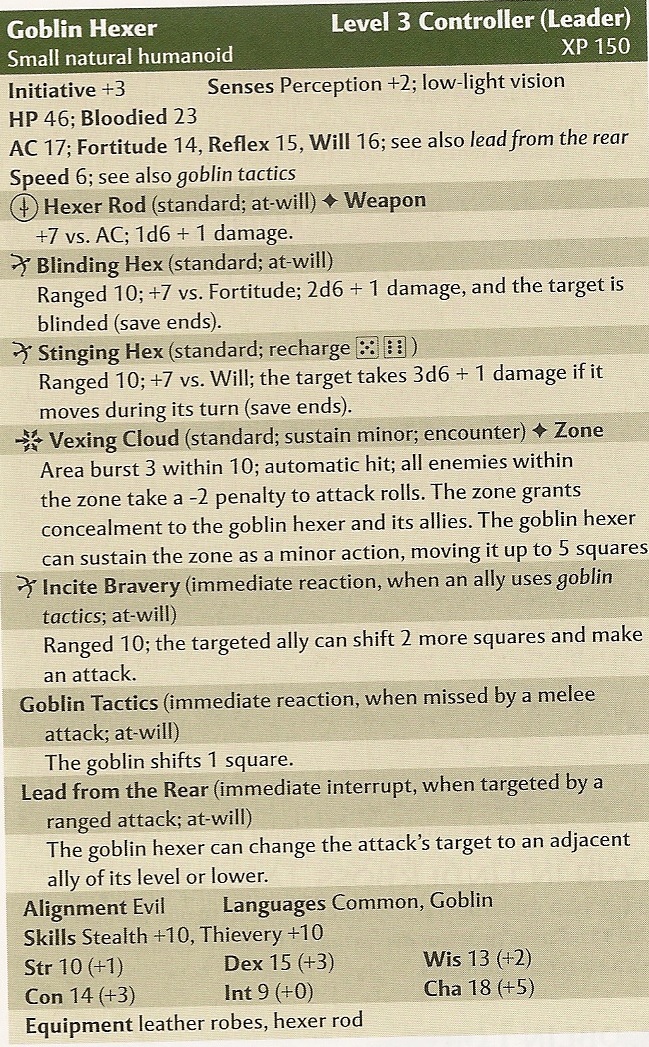 Goblin Hexer Level 3 Controller (Leader)
Small natural humanoid XP 150
Initiative +3 Senses Perception +2; low-light vision
HP 46; Bloodied 23
AC 17; Fortitude 14, Reflex 15, Will 16; see also lead from the rear
Speed 6; see also goblin tactics
Hexer Rod (standard; at-will) ✦ Weapon
+7 vs. AC; 1d6 + 1 damage.
Blinding Hex (standard; at-will)
Ranged 10; +7 vs. Fortitude; 2d6 + 1 damage, and the target is
blinded (save ends).
Stinging Hex (standard; recharge ⚄ ⚅ )
Ranged 10; +7 vs. Will; the target takes 3d6 + 1 damage if it
moves during its turn (save ends).
Vexing Cloud (standard; sustain minor; encounter) ✦ Zone
Area burst 3 within 10; automatic hit; all enemies within
the zone take a -2 penalty to attack rolls. The zone grants
concealment to the goblin hexer and its allies. The goblin hexer
can sustain the zone as a minor action, moving it up to 5 squares
Incite Bravery (immediate reaction, when an ally uses goblin
tactics; at-will)
Ranged 10; the targeted ally can shift 2 more squares and make
an attack.
Goblin Tactics (immediate reaction, when missed by a melee
attack; at-will)
The goblin shifts 1 square.
Lead from the Rear (immediate interrupt, when targeted by a
ranged attack; at-will)
The goblin hexer can change the attack's target to an adjacent
ally of its level or lower.
Alignment Evil Languages Common, Goblin
Skills Stealth +10, Thievery +10
Str 10 (+1) Dex 15 (+3) Wis 13 (+2)
Con 14 (+3) Int 9 (+0) Cha 18 (+5)
Equipment leather robes, hexer rod